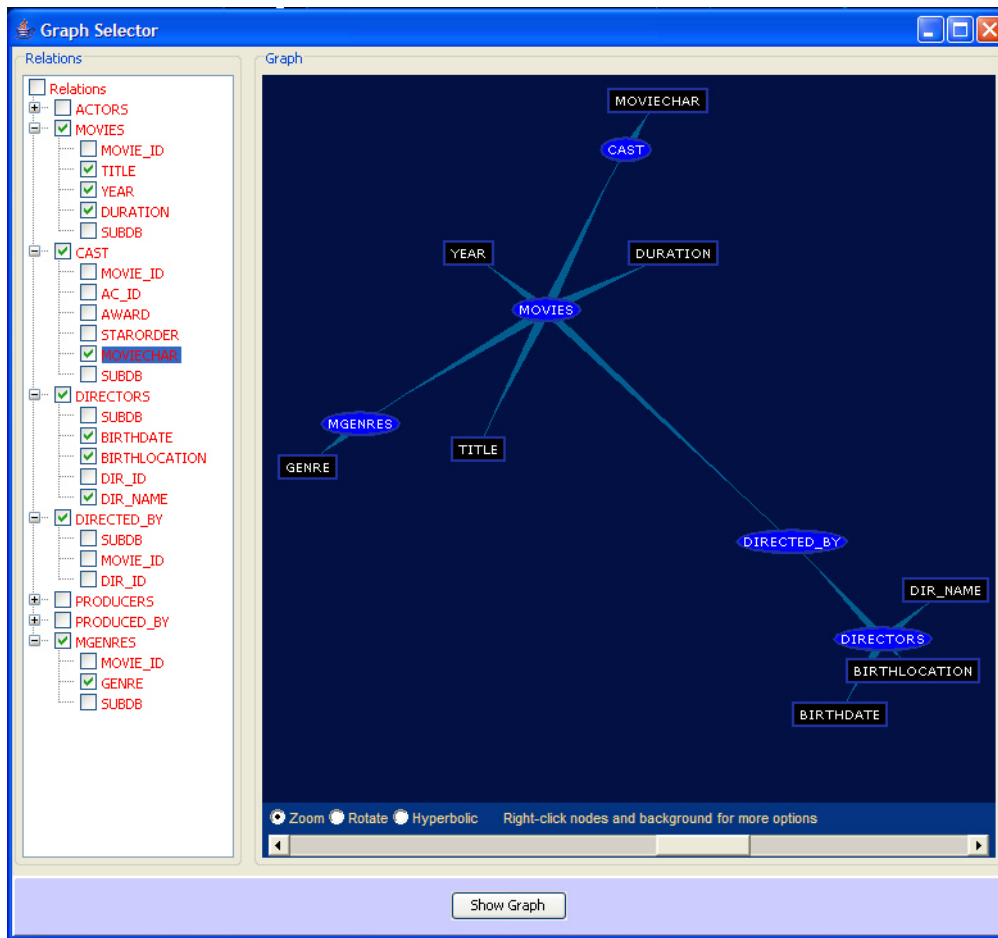 Graph Selector
Relations
Relations
ACTORS
MOVIES
MOVIE_ID
TITLE
YEAR
DURATION
SUBDB
CAST
MOVIE_ID
AC_ID
AWARD
STARORDER
MOVIECHAR
SUBDB
DIRECTORS
SUBDB
BIRTHDATE
BIRTHLOCATION
DIR_ID
DIR_NAME
DIRECTED_BY
SUBDB
MOVIE_ID
DIR_ID
PRODUCERS
PRODUCED_BY
MGENRES
MOVIE_ID
GENRE
SUBDB
Graph
MOVIECHAR
CAST
YEAR
DURATION
MOVIES
MGENRES
TITLE
GENRE
DIRECTED_BY
DIR_NAME
DIRECTORS
BIRTHLOCATION
BIRTHDATE
Zoom Rotate Hyperbolic Right-click nodes and background for more options
Show Graph